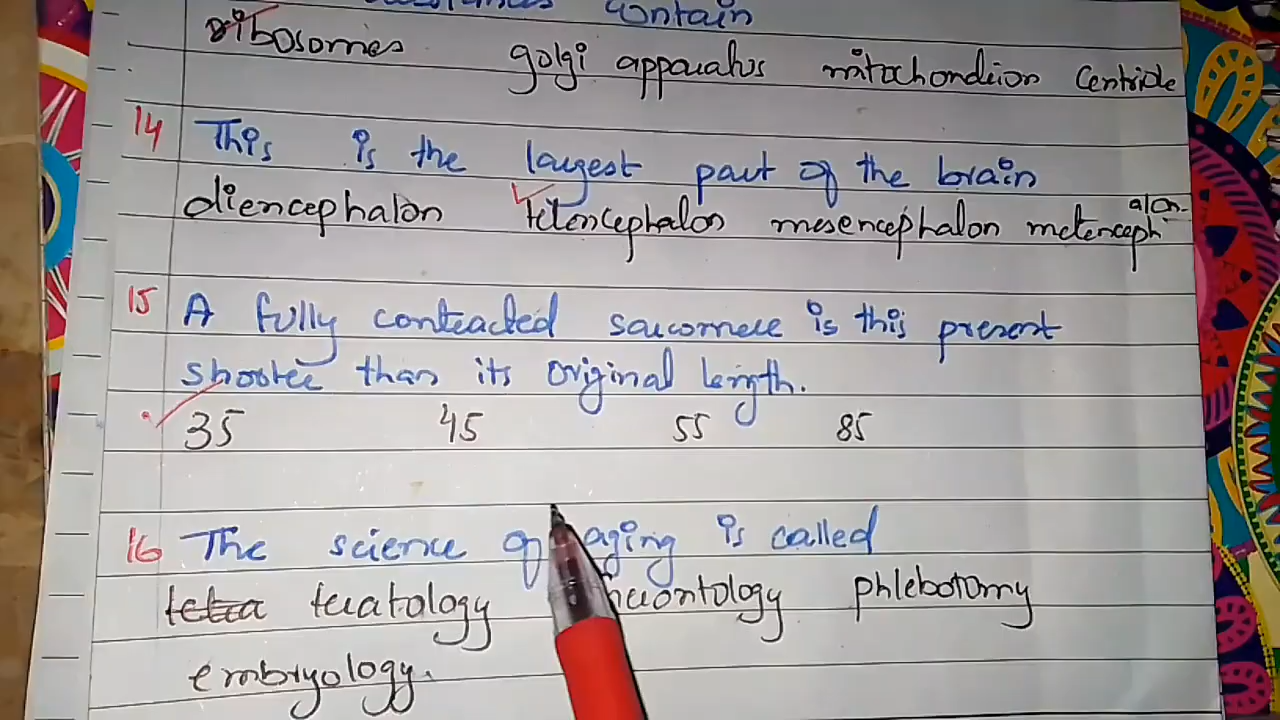 contain
ribosomes golgi apparatus mitochondrion Centriole
14 This is the largest part of the brain
diencephalon telencephalon mesencephalon metencephalon
15 A fully contracted sarcomere is this present
shorter than its original length.
35 45 55 85
16 The science of aging is called
teratology phlebotomy
embryology.